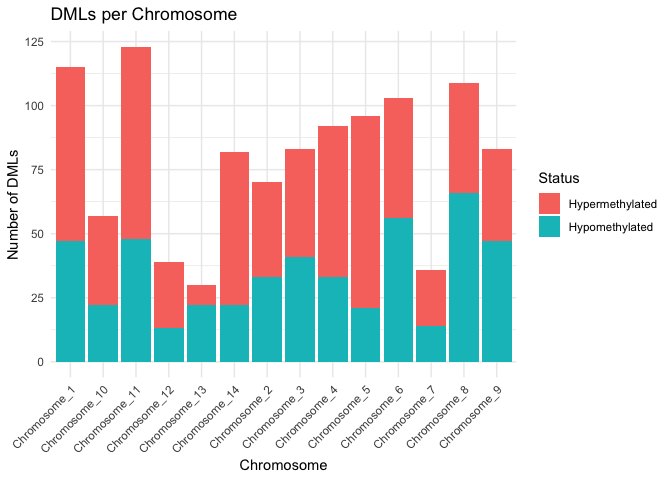 DMLs per Chromosome
Number of DMLs
125
100
75
50
25
0
Chromosome_1
Chromosome_10
Chromosome_11
Chromosome_12
Chromosome_13
Chromosome_14
Chromosome_2
Chromosome_3
Chromosome_4
Chromosome_5
Chromosome_6
Chromosome_7
Chromosome_8
Chromosome_9
Chromosome
Status
Hypermethylated
Hypomethylated